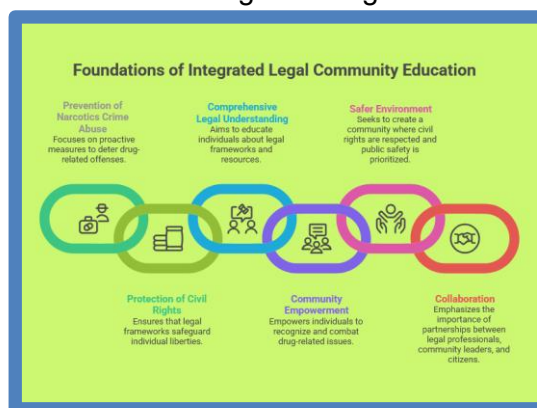 Foundations of Integrated Legal Community Education
Prevention of
Narcotics Crime
Abuse
Focuses on proactive
measures to deter drug-
related offenses.
Comprehensive
Legal Understanding
Aims to educate
individuals about legal
frameworks and
resources.
Safer Environment
Seeks to create a
community where civil
rights are respected and
public safety is
prioritized.
Protection of Civil
Rights
Ensures that legal
frameworks safeguard
individual liberties.
Community
Empowerment
Empowers individuals to
recognize and combat
drug-related issues.
Collaboration
Emphasizes the
importance of
partnerships between
legal professionals,
community leaders, and
citizens.